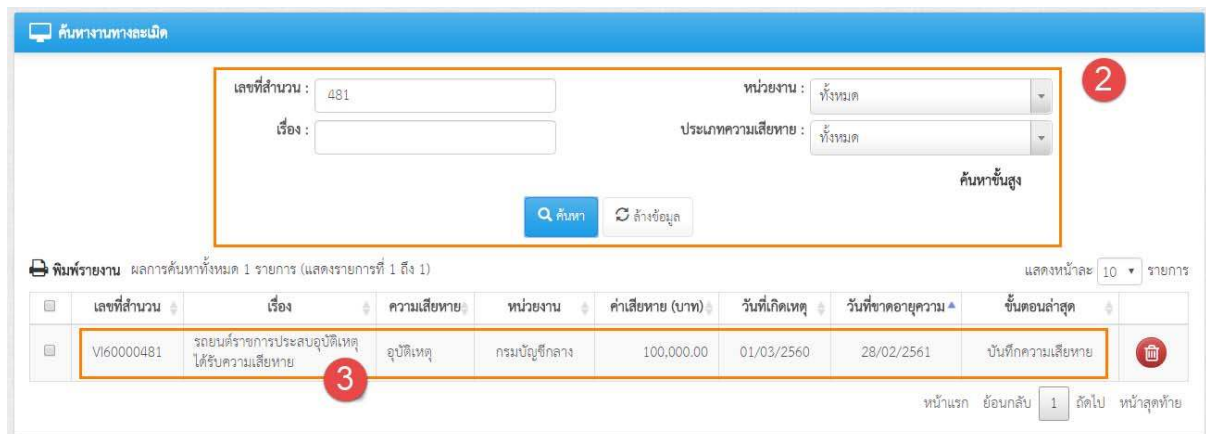 ค้นหางานทางละเมิด
2
เลขที่สำนวน : 481 หน่วยงาน : ทั้งหมด
เรื่อง : ประเภทความเสียหาย : ทั้งหมด
ค้นหาขั้นสูง
ค้นหา ล้างข้อมูล
พิมพ์รายงาน ผลการค้นหาทั้งหมด 1 รายการ (แสดงรายการที่ 1 ถึง 1) แสดงหน้าละ 10 รายการ
เลขที่สำนวน เรื่อง ความเสียหาย หน่วยงาน ค่าเสียหาย (บาท) วันที่เกิดเหตุ วันที่ขาดอายุความ ขั้นตอนล่าสุด
VI60000481 รถยนต์ราชการประสบอุบัติเหตุ อุบัติเหตุ กรมบัญชีกลาง 100,000.00 01/03/2560 28/02/2561 บันทึกความเสียหาย
ได้รับความเสียหาย
3
หน้าแรก ย้อนกลับ 1 ถัดไป หน้าสุดท้าย